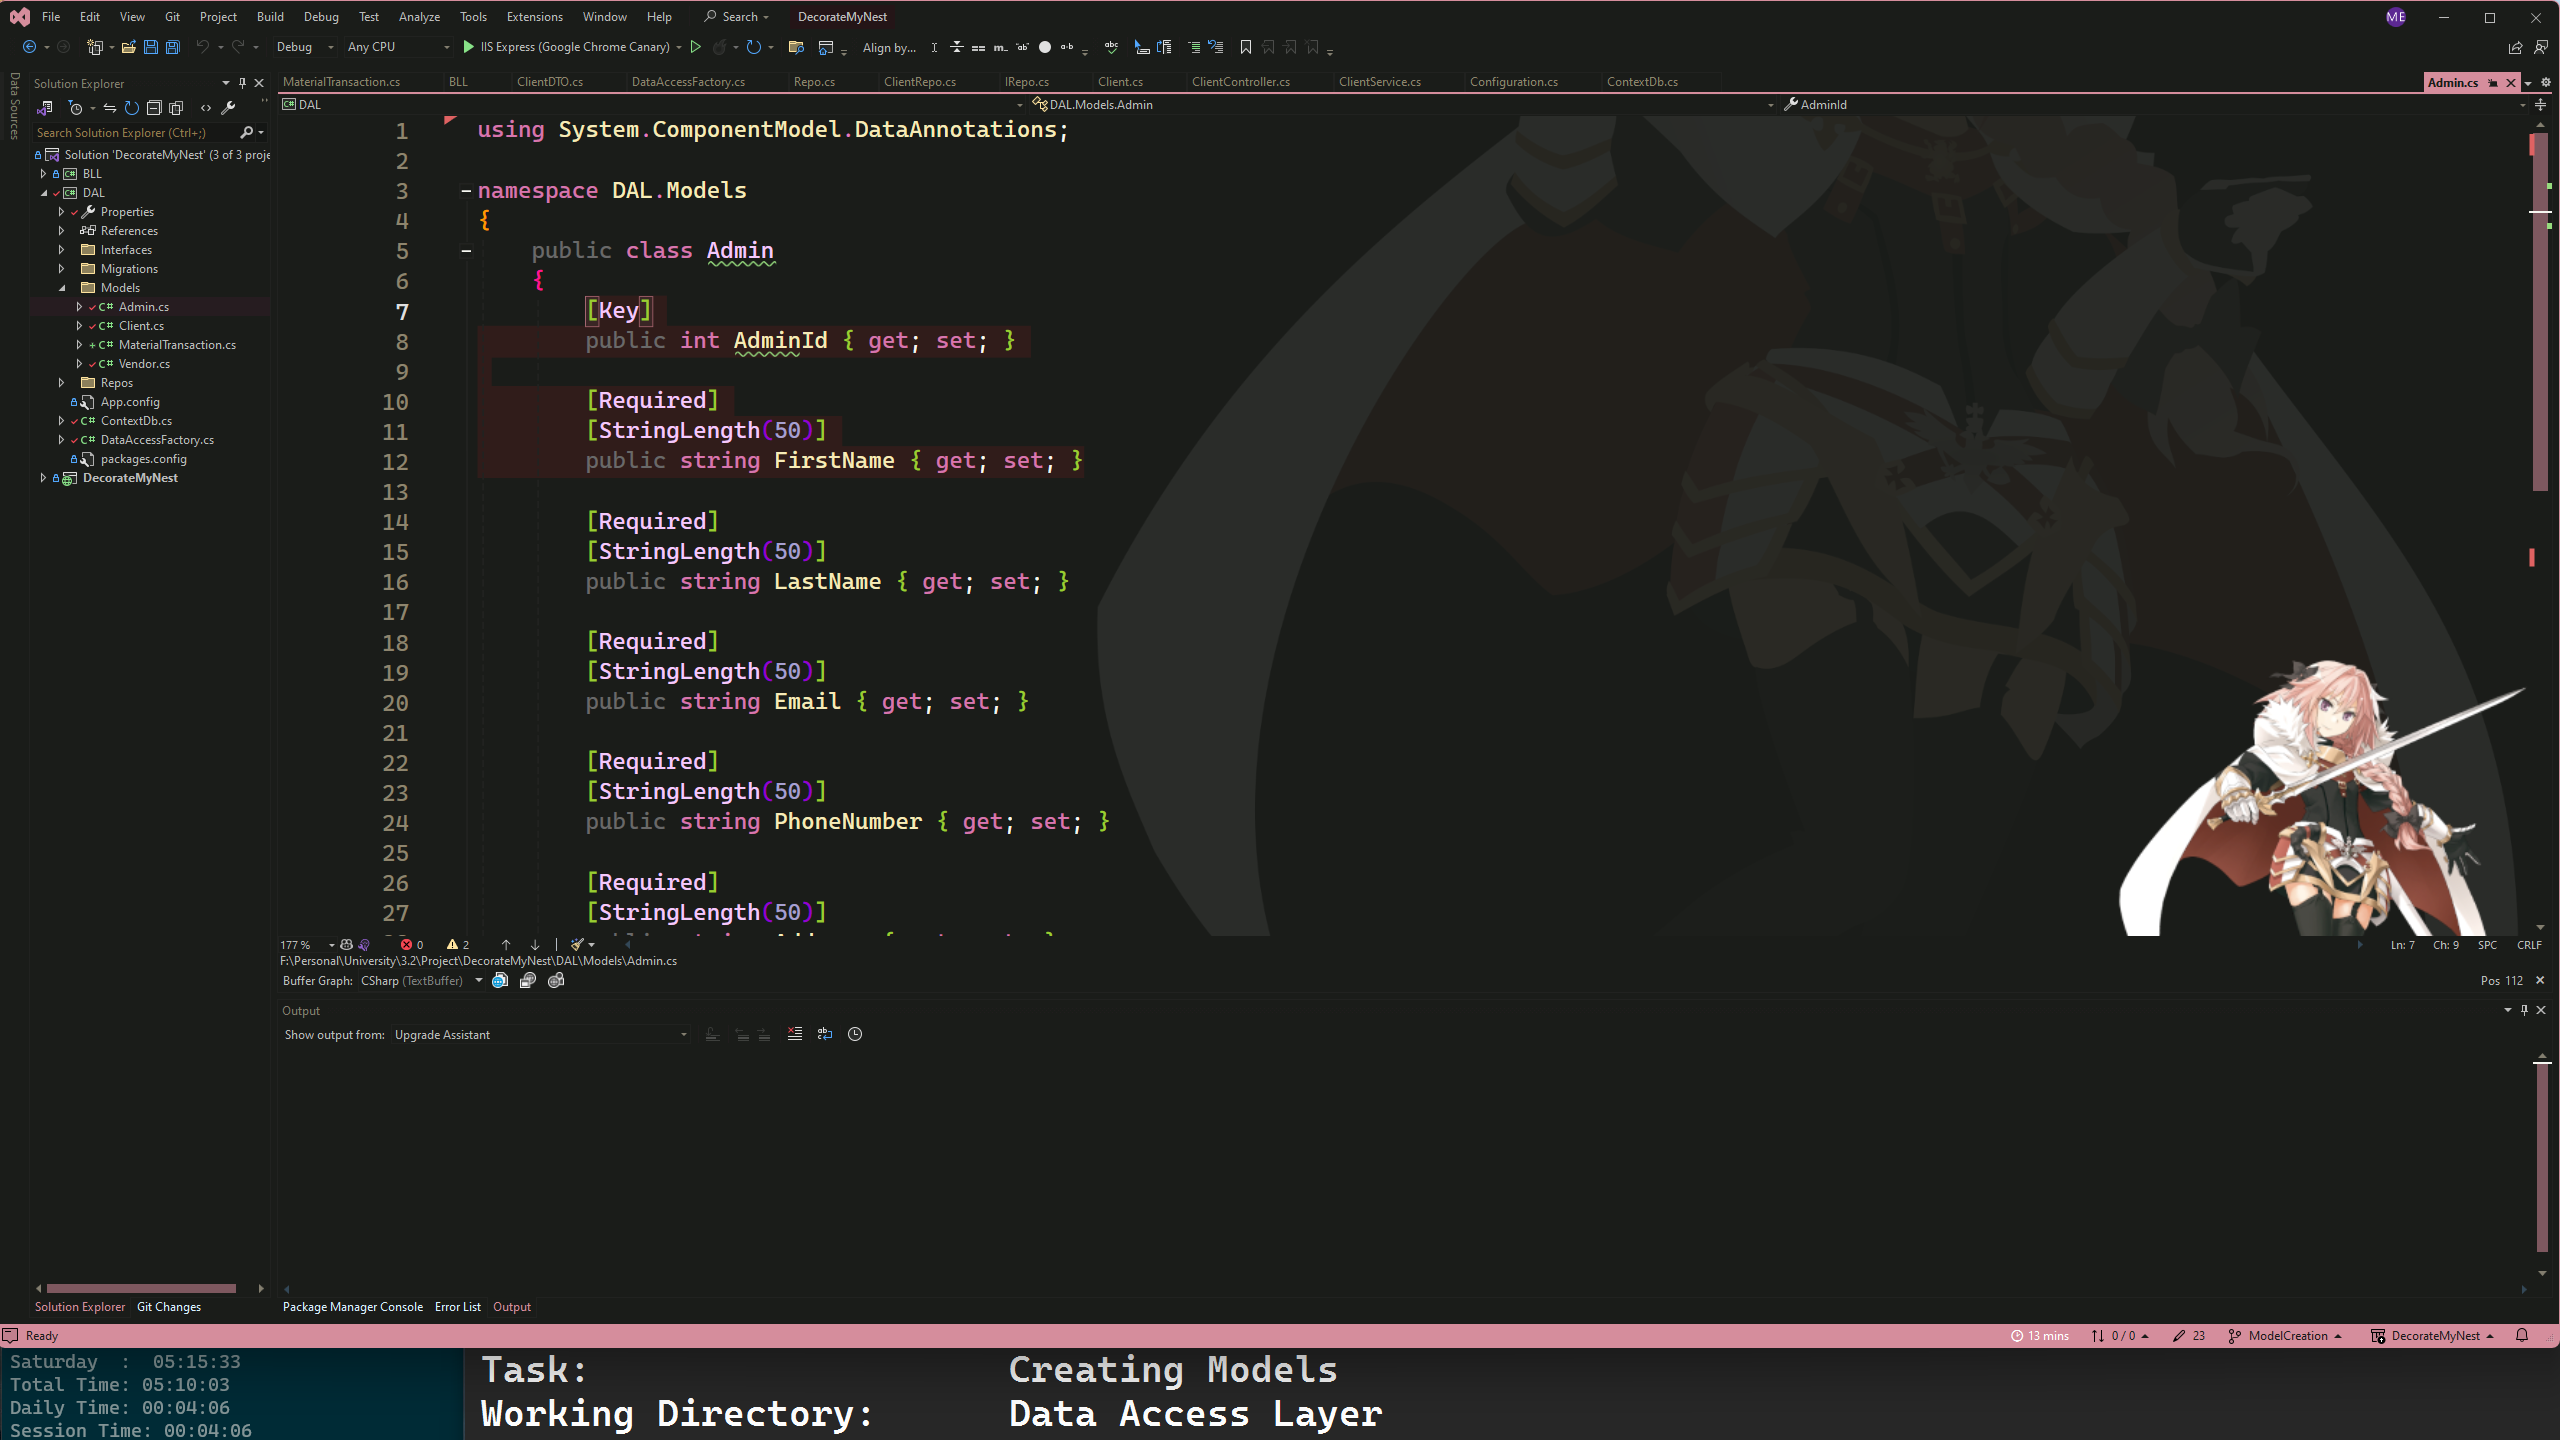 File Edit View Git Project Build Debug Test Analyze Tools Extensions Window Help Search DecorateMyNest ME
Debug Any CPU IIS Express (Google Chrome Canary) Align by...
Data Sources
Solution Explorer
Search Solution Explorer (Ctrl+;)
Solution 'DecorateMyNest' (3 of 3 proje
BLL
DAL
Properties
References
Interfaces
Migrations
Models
Admin.cs
Client.cs
MaterialTransaction.cs
Vendor.cs
Repos
App.config
ContextDb.cs
DataAccessFactory.cs
packages.config
DecorateMyNest
Solution Explorer Git Changes
MaterialTransaction.cs BLL ClientDTO.cs DataAccessFactory.cs Repo.cs ClientRepo.cs IRepo.cs Client.cs ClientController.cs ClientService.cs Configuration.cs ContextDb.cs Admin.cs
DAL DAL.Models.Admin AdminId
1 using System.ComponentModel.DataAnnotations;
2
3 namespace DAL.Models
4 {
5 public class Admin
6 {
7 [Key]
8 public int AdminId { get; set; }
9
10 [Required]
11 [StringLength(50)]
12 public string FirstName { get; set; }
13
14 [Required]
15 [StringLength(50)]
16 public string LastName { get; set; }
17
18 [Required]
19 [StringLength(50)]
20 public string Email { get; set; }
21
22 [Required]
23 [StringLength(50)]
24 public string PhoneNumber { get; set; }
25
26 [Required]
27 [StringLength(50)]
177 % 0 2 Ln: 7 Ch: 9 SPC CRLF
F:\Personal\University\3.2\Project\DecorateMyNest\DAL\Models\Admin.cs
Buffer Graph: CSharp (TextBuffer) Pos 112
Output
Show output from: Upgrade Assistant
Package Manager Console Error List Output
Ready 13 mins 0 / 0 23 ModelCreation DecorateMyNest
Saturday : 05:15:33
Total Time: 05:10:03
Daily Time: 00:04:06
Session Time: 00:04:06
Task: Creating Models
Working Directory: Data Access Layer